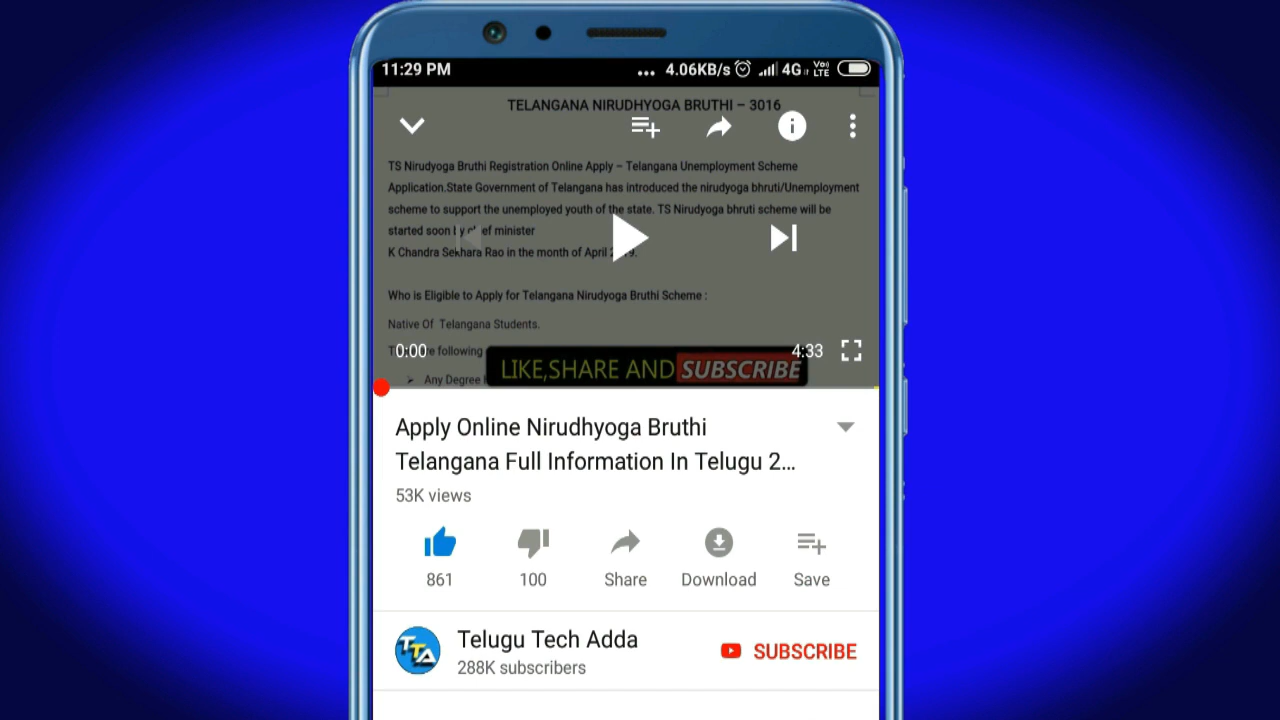 11:29 PM
... 4.06KB/s 4G VoLTE
TELANGANA NIRUDHYOGA BRUTHI – 3016
TS Nirudyoga Bruthi Registration Online Apply – Telangana Unemployment Scheme
Application.State Government of Telangana has introduced the nirudyoga bhruti/Unemployment
scheme to support the unemployed youth of the state. TS Nirudyoga bhruti scheme will be
started soon by chief minister
K Chandra Sekhara Rao in the month of April
Who is Eligible to Apply for Telangana Nirudyoga Bruthi Scheme :
Native Of Telangana Students.
following
0:00
4:33
Any Degree
LIKE,SHARE AND SUBSCRIBE
Apply Online Nirudhyoga Bruthi
Telangana Full Information In Telugu 2...
53K views
861
100
Share
Download
Save
TTA
Telugu Tech Adda
SUBSCRIBE
288K subscribers